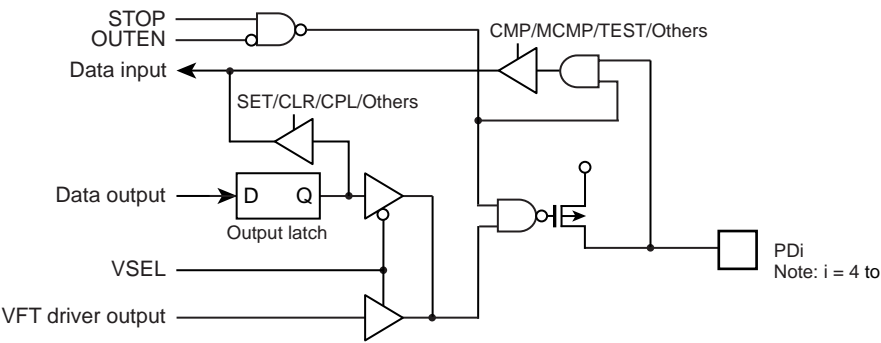 STOP
OUTEN
CMP/MCMP/TEST/Others
Data input
SET/CLR/CPL/Others
Data output
D Q
Output latch
VSEL
VFT driver output
PDi
Note: i = 4 to